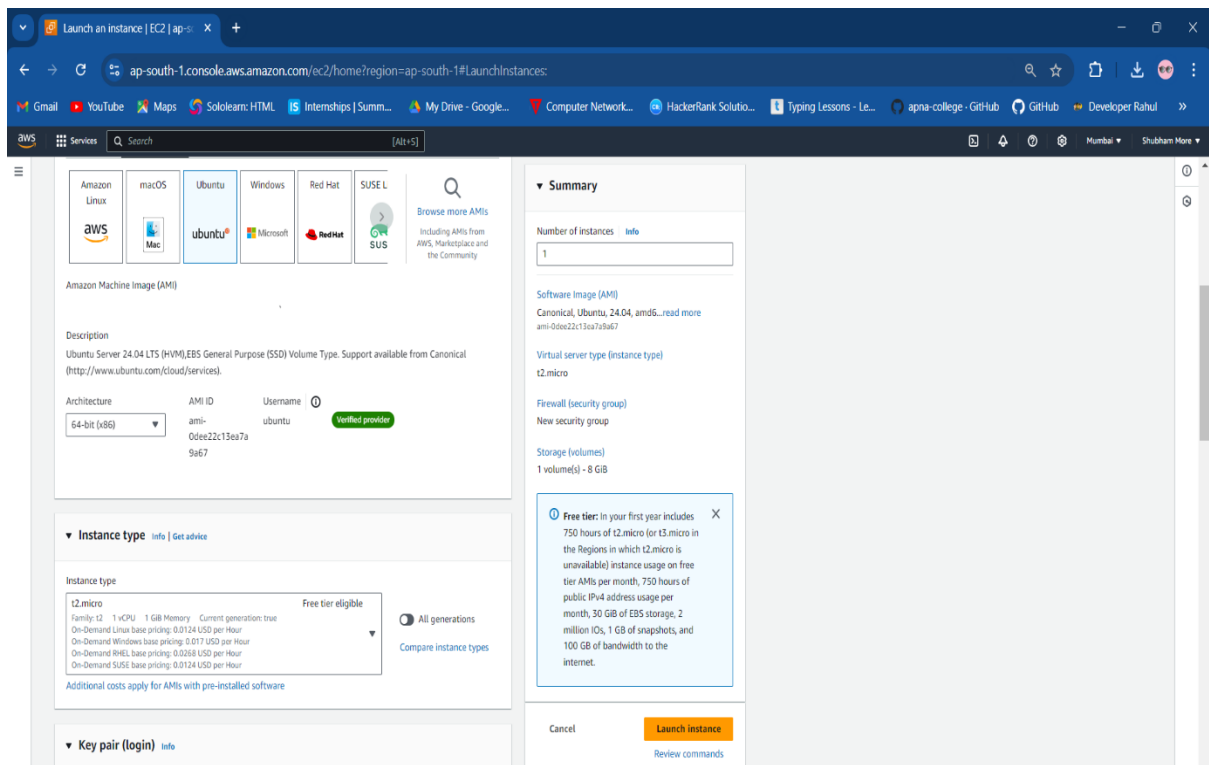 Launch an instance | EC2 | ap-s
ap-south-1.console.aws.amazon.com/ec2/home?region=ap-south-1#LaunchInstances:
Gmail YouTube Maps Sololearn: HTML Internships | Summ... My Drive - Google... Computer Network... HackerRank Solutio... Typing Lessons - Le... apna-college · GitHub GitHub Developer Rahul »
aws Services Search [Alt+S] Mumbai Shubham More
Amazon Linux
aws
macOS
Mac
Ubuntu
ubuntu
Windows
Microsoft
Red Hat
RedHat
SUSE L
SUS
Browse more AMIs
Including AMIs from
AWS, Marketplace and
the Community
Amazon Machine Image (AMI)
Description
Ubuntu Server 24.04 LTS (HVM),EBS General Purpose (SSD) Volume Type. Support available from Canonical
(http://www.ubuntu.com/cloud/services).
Architecture
64-bit (x86)
AMI ID
ami-
0dee22c13ea7a
9a67
Username
ubuntu
Verified provider
Instance type Info | Get advice
Instance type
t2.micro Free tier eligible
Family: t2 1 vCPU 1 GiB Memory Current generation: true
On-Demand Linux base pricing: 0.0124 USD per Hour
On-Demand Windows base pricing: 0.017 USD per Hour
On-Demand RHEL base pricing: 0.0268 USD per Hour
On-Demand SUSE base pricing: 0.0124 USD per Hour
All generations
Compare instance types
Additional costs apply for AMIs with pre-installed software
Key pair (login) Info
Summary
Number of instances Info
1
Software Image (AMI)
Canonical, Ubuntu, 24.04, amd6...read more
ami-0dee22c13ea7a9a67
Virtual server type (instance type)
t2.micro
Firewall (security group)
New security group
Storage (volumes)
1 volume(s) - 8 GiB
Free tier: In your first year includes
750 hours of t2.micro (or t3.micro in
the Regions in which t2.micro is
unavailable) instance usage on free
tier AMIs per month, 750 hours of
public IPv4 address usage per
month, 30 GiB of EBS storage, 2
million IOs, 1 GB of snapshots, and
100 GB of bandwidth to the
internet.
Cancel Launch instance
Review commands